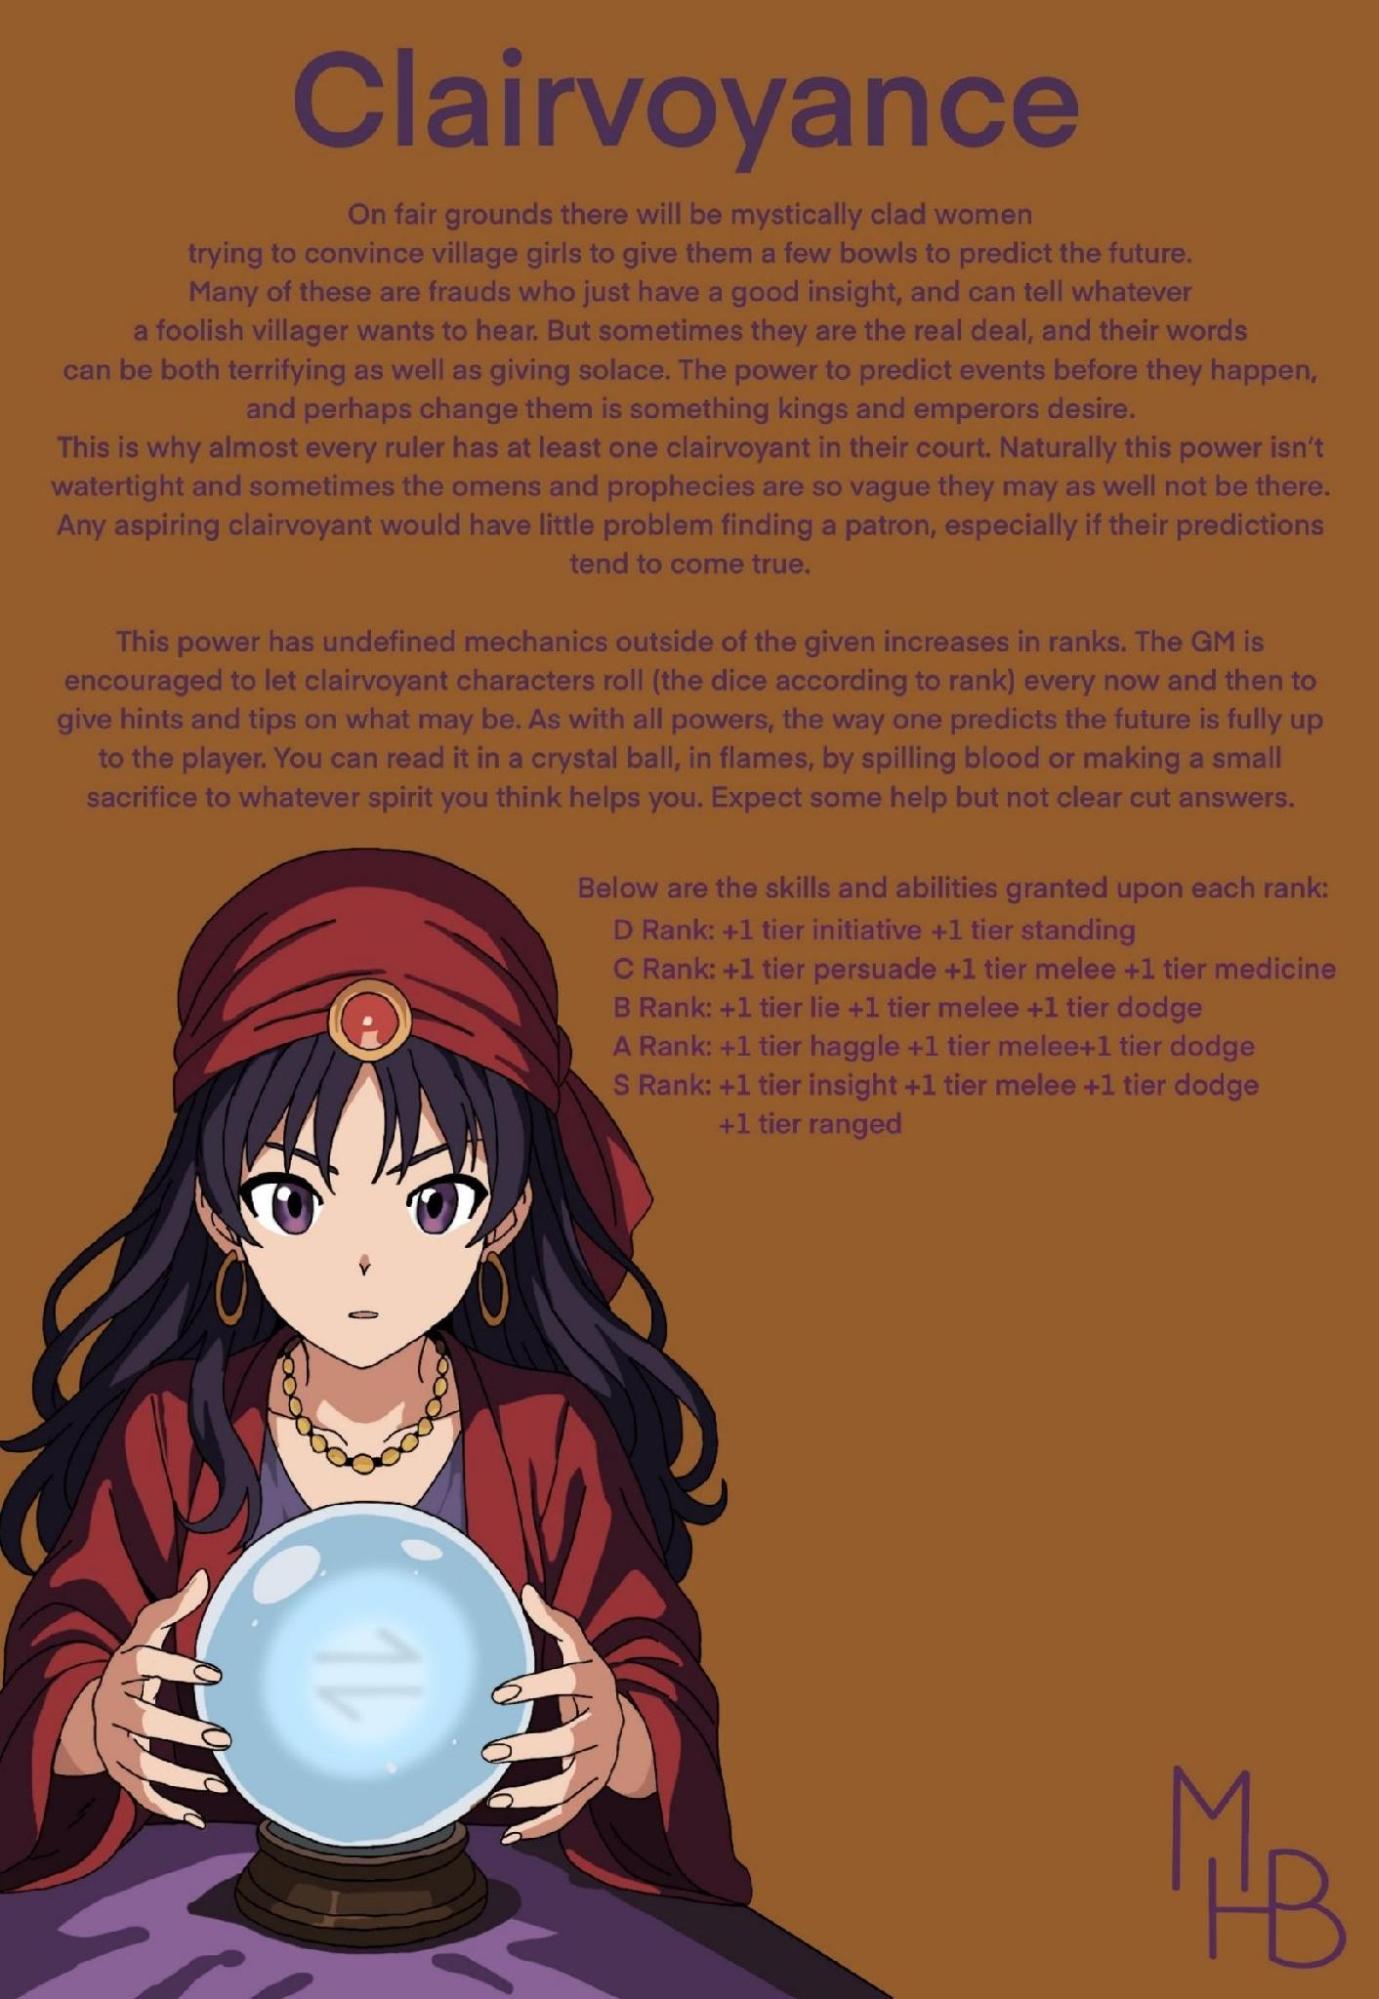 Clairvoyance
On fair grounds there will be mystically clad women
trying to convince village girls to give them a few bowls to predict the future.
Many of these are frauds who just have a good insight, and can tell whatever
a foolish villager wants to hear. But sometimes they are the real deal, and their words
can be both terrifying as well as giving solace. The power to predict events before they happen,
and perhaps change them is something kings and emperors desire.
This is why almost every ruler has at least one clairvoyant in their court. Naturally this power isn't
watertight and sometimes the omens and prophecies are so vague they may as well not be there.
Any aspiring clairvoyant would have little problem finding a patron, especially if their predictions
tend to come true.
This power has undefined mechanics outside of the given increases in ranks. The GM is
encouraged to let clairvoyant characters roll (the dice according to rank) every now and then to
give hints and tips on what may be. As with all powers, the way one predicts the future is fully up
to the player. You can read it in a crystal ball, in flames, by spilling blood or making a small
sacrifice to whatever spirit you think helps you. Expect some help but not clear cut answers.
Below are the skills and abilities granted upon each rank:
D Rank: +1 tier initiative +1 tier standing
C Rank: +1 tier persuade +1 tier melee +1 tier medicine
B Rank: +1 tier lie +1 tier melee +1 tier dodge
A Rank: +1 tier haggle +1 tier melee+1 tier dodge
S Rank: +1 tier insight +1 tier melee +1 tier dodge
+1 tier ranged
MHB